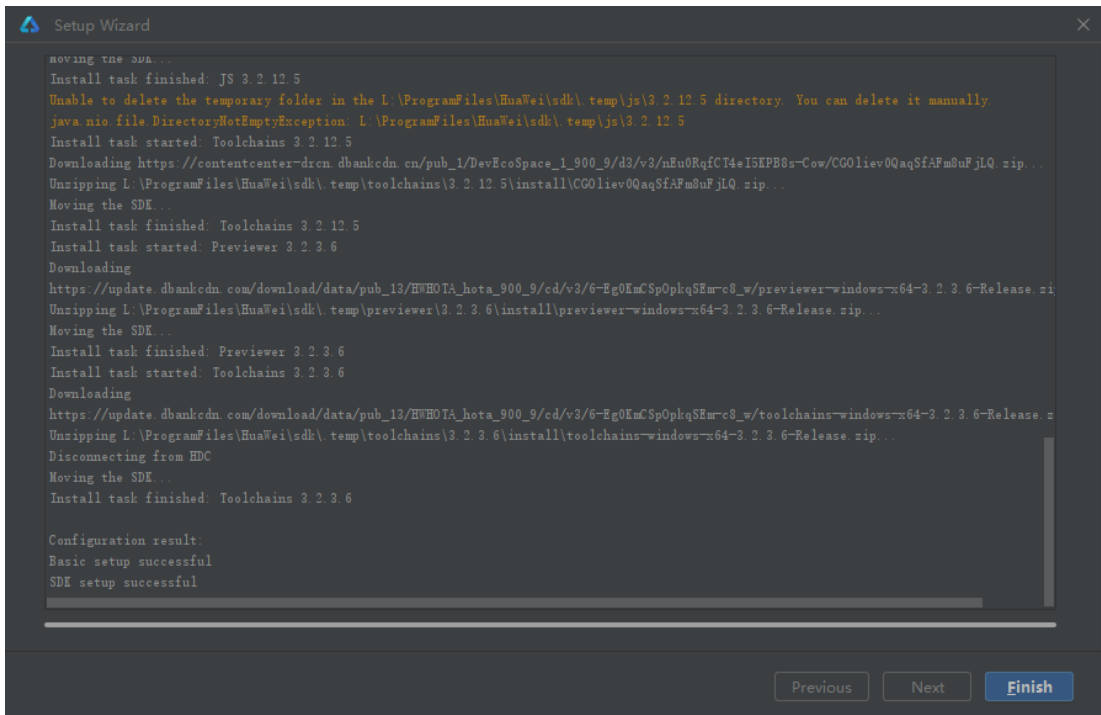 Setup Wizard
Moving the SDK...
Install task finished: JS 3.2.12.5
Unable to delete the temporary folder in the L:\ProgramFiles\HuaWei\sdk\.temp\js\3.2.12.5 directory. You can delete it manually.
java.nio.file.DirectoryNotEmptyException: L:\ProgramFiles\HuaWei\sdk\.temp\js\3.2.12.5
Install task started: Toolchains 3.2.12.5
Downloading https://contentcenter-drcn.dbankcdn.cn/pub_1/DevEcoSpace_1_900_9/d3/v3/nEu0RqfCT4eI5KPB8s-Cow/CGOliev0QaqSfAFm8uFjLQ.zip...
Unzipping L:\ProgramFiles\HuaWei\sdk\.temp\toolchains\3.2.12.5\install\CGOliev0QaqSfAFm8uFjLQ.zip...
Moving the SDK...
Install task finished: Toolchains 3.2.12.5
Install task started: Previewer 3.2.3.6
Downloading
https://update.dbankcdn.com/download/data/pub_13/HWHOTA_hota_900_9/cd/v3/6-Eg0KmCSpOpkqSEmr-c8_w/previewer-windows-x64-3.2.3.6-Release.zi
Unzipping L:\ProgramFiles\HuaWei\sdk\.temp\previewer\3.2.3.6\install\previewer-windows-x64-3.2.3.6-Release.zip...
Moving the SDK...
Install task finished: Previewer 3.2.3.6
Install task started: Toolchains 3.2.3.6
Downloading
https://update.dbankcdn.com/download/data/pub_13/HWHOTA_hota_900_9/cd/v3/6-Eg0KmCSpOpkqSEmr-c8_w/toolchains-windows-x64-3.2.3.6-Release.z
Unzipping L:\ProgramFiles\HuaWei\sdk\.temp\toolchains\3.2.3.6\install\toolchains-windows-x64-3.2.3.6-Release.zip...
Disconnecting from HDC
Moving the SDK...
Install task finished: Toolchains 3.2.3.6
Configuration result:
Basic setup successful
SDK setup successful
Previous Next Finish